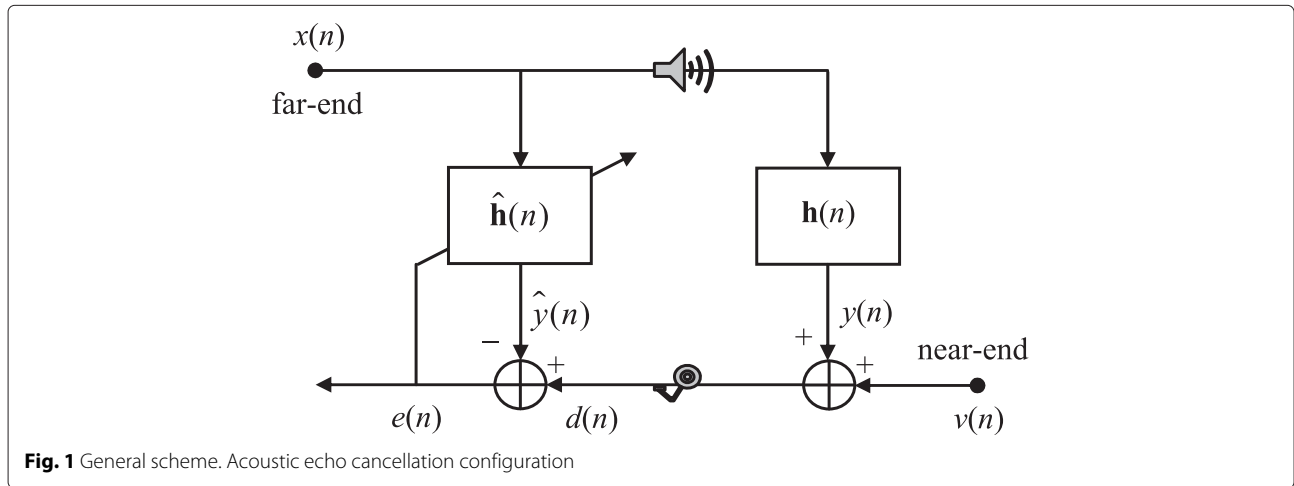 x(n)
far-end
ĥ(n)
h(n)
ŷ(n)
y(n)
−
+
+
+
near-end
e(n)
d(n)
v(n)
Fig. 1 General scheme. Acoustic echo cancellation configuration